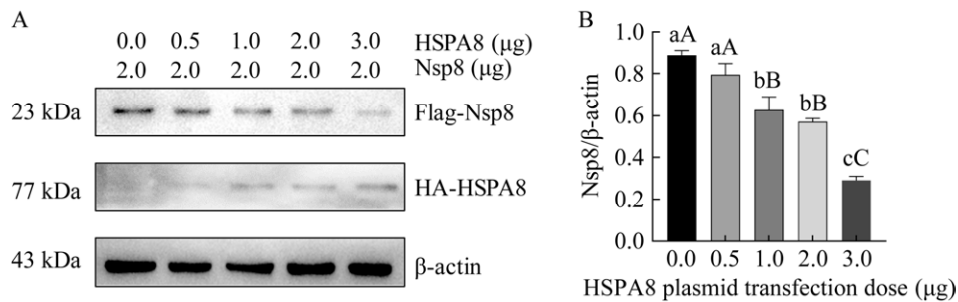 A
0.0 0.5 1.0 2.0 3.0 HSPA8 (μg)
2.0 2.0 2.0 2.0 2.0 Nsp8 (μg)
23 kDa Flag-Nsp8
77 kDa HA-HSPA8
43 kDa β-actin
B
Nsp8/β-actin
1.0
0.8
0.6
0.4
0.2
0.0
aA aA bB bB cC
0.0 0.5 1.0 2.0 3.0
HSPA8 plasmid transfection dose (μg)